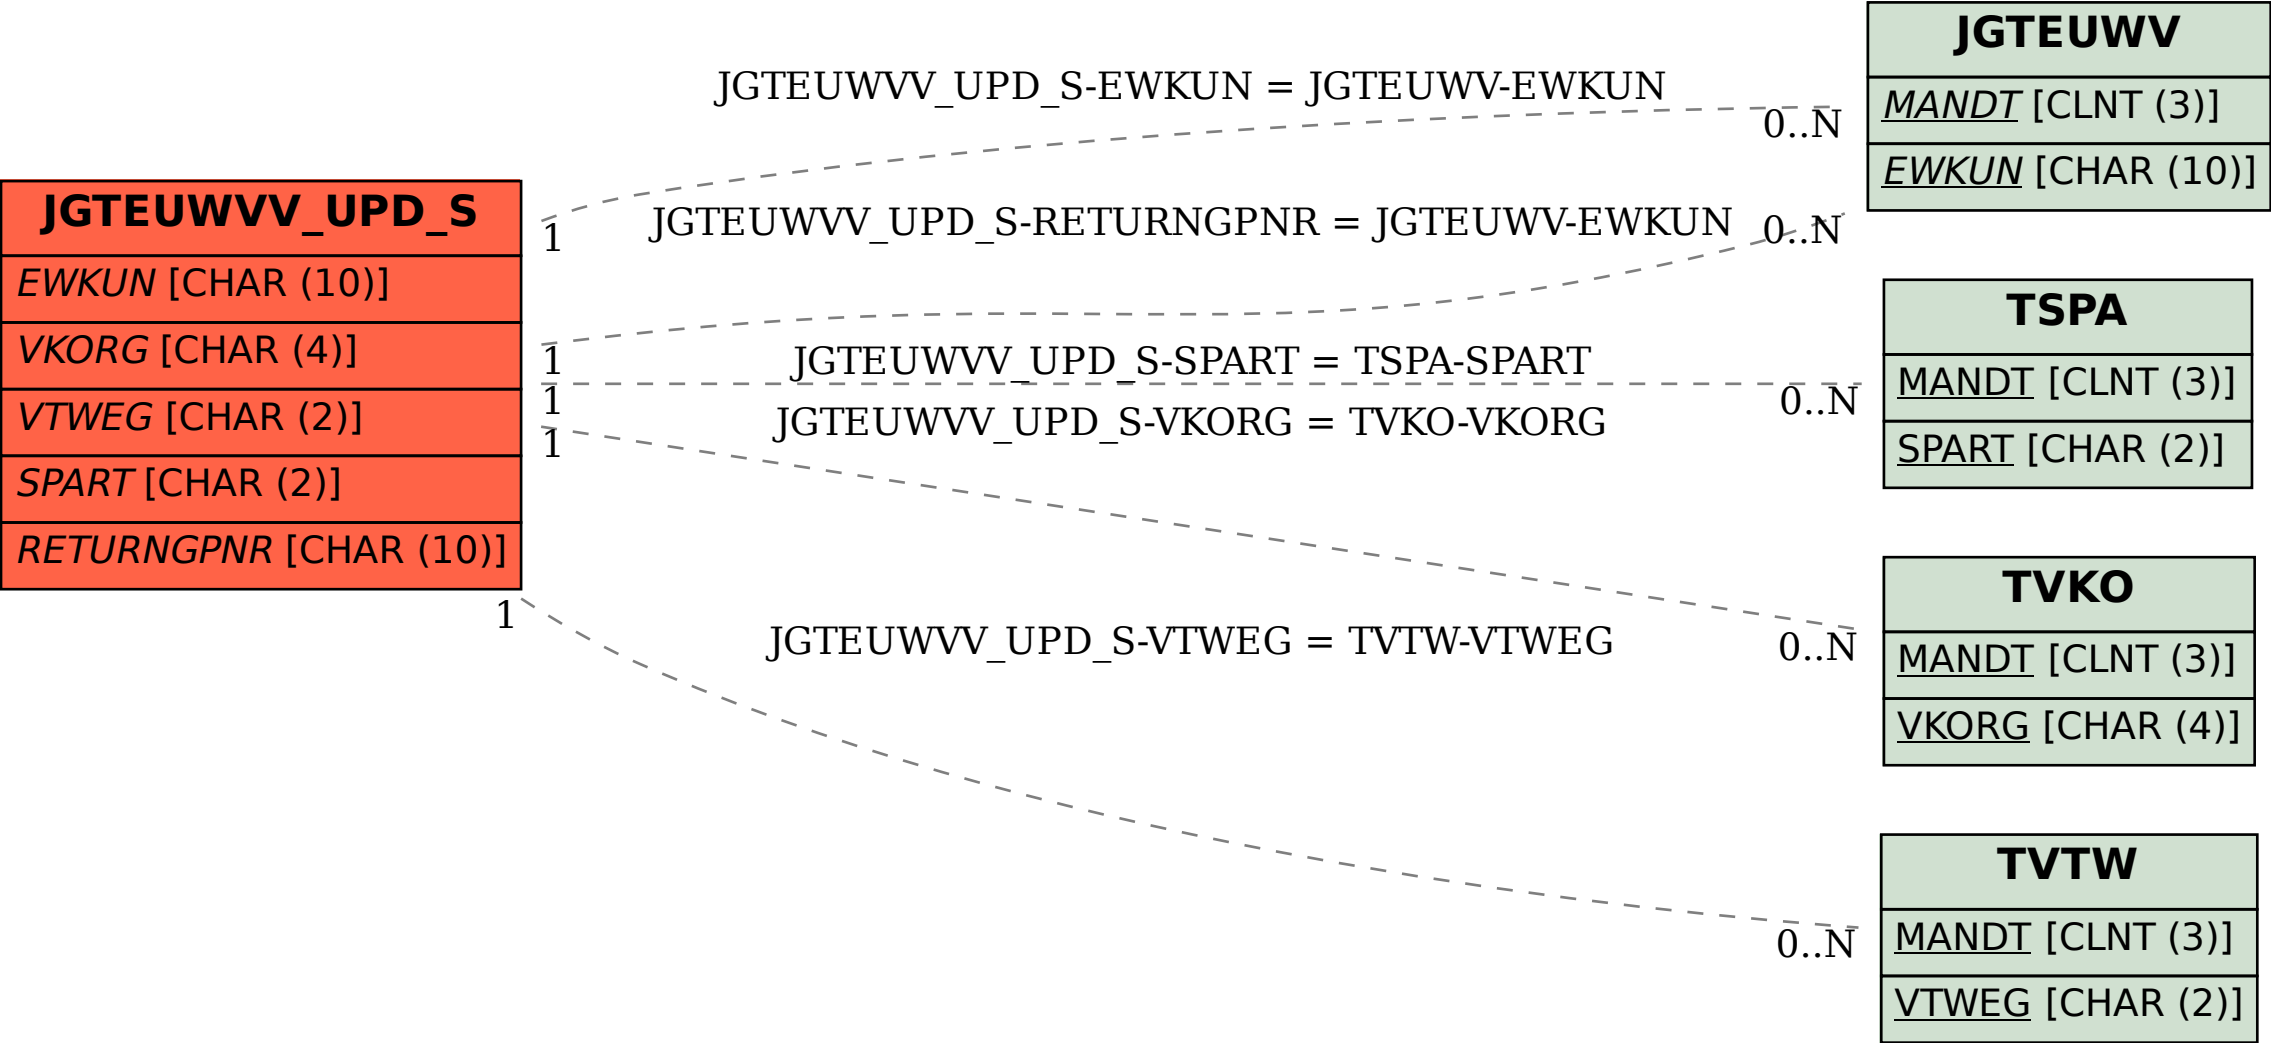 JGTEUWVV_UPD_S
EWKUN [CHAR (10)]
VKORG [CHAR (4)]
VTWEG [CHAR (2)]
SPART [CHAR (2)]
RETURNGPNR [CHAR (10)]
JGTEUWVV_UPD_S-EWKUN = JGTEUWV-EWKUN
0..N
1
JGTEUWVV_UPD_S-RETURNGPNR = JGTEUWV-EWKUN
0..N
1
JGTEUWVV_UPD_S-SPART = TSPA-SPART
0..N
1
JGTEUWVV_UPD_S-VKORG = TVKO-VKORG
0..N
1
JGTEUWVV_UPD_S-VTWEG = TVTW-VTWEG
0..N
1
JGTEUWV
MANDT [CLNT (3)]
EWKUN [CHAR (10)]
TSPA
MANDT [CLNT (3)]
SPART [CHAR (2)]
TVKO
MANDT [CLNT (3)]
VKORG [CHAR (4)]
TVTW
MANDT [CLNT (3)]
VTWEG [CHAR (2)]